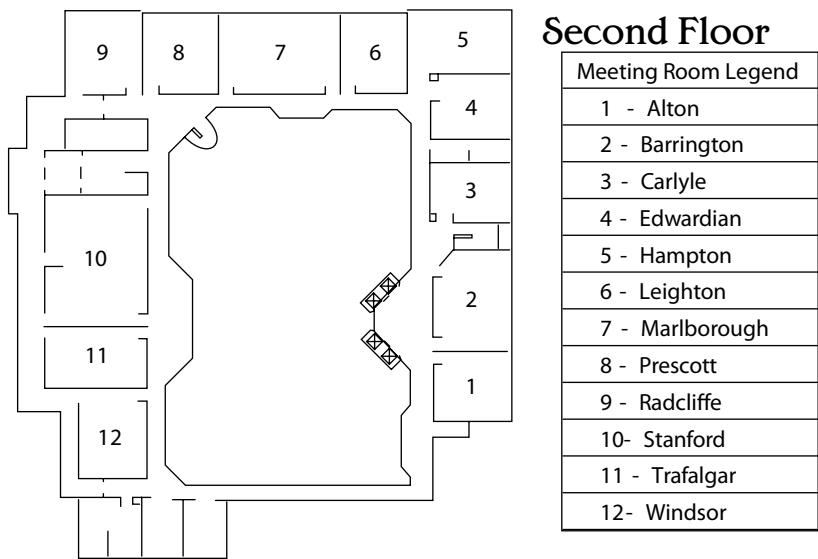 Second Floor
Meeting Room Legend
1 - Alton
2 - Barrington
3 - Carlyle
4 - Edwardian
5 - Hampton
6 - Leighton
7 - Marlborough
8 - Prescott
9 - Radcliffe
10- Stanford
11 - Trafalgar
12- Windsor
9
8
7
6
5
4
3
10
2
11
1
12